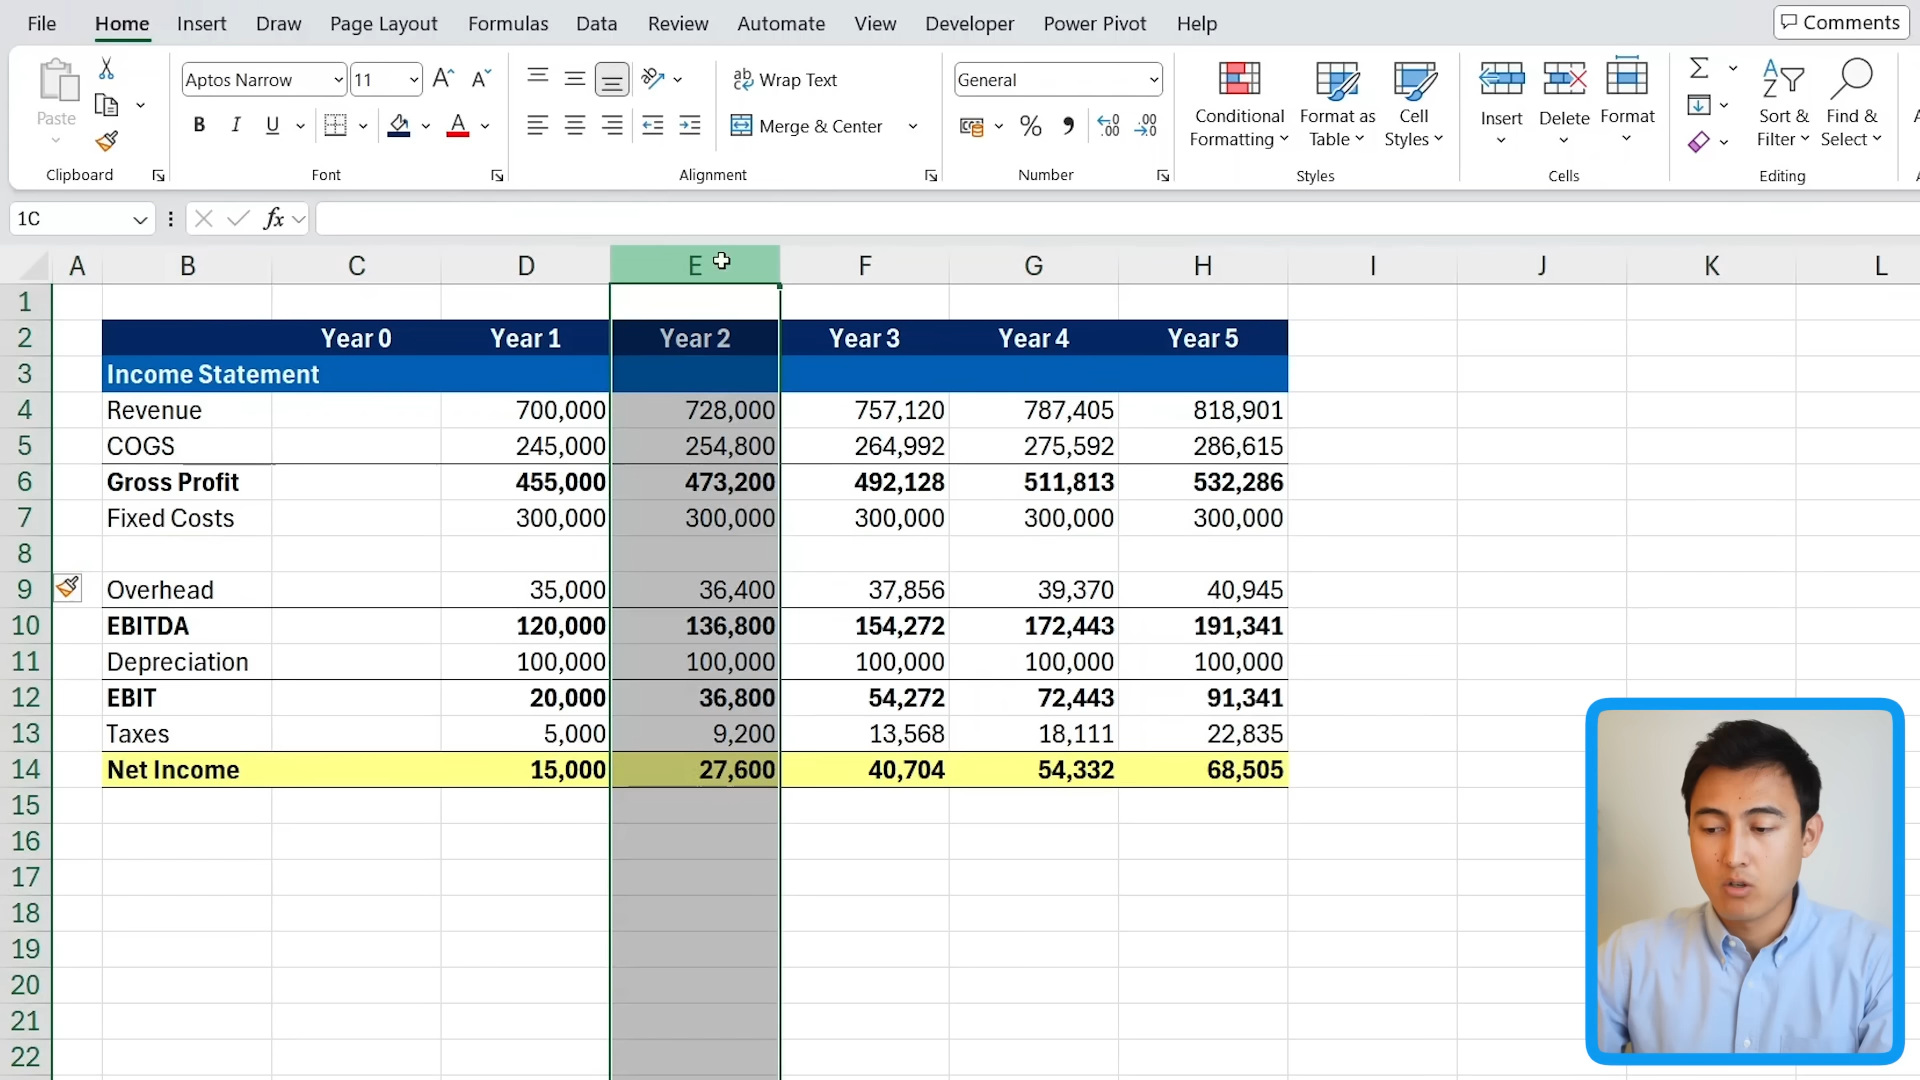 File Home Insert Draw Page Layout Formulas Data Review Automate View Developer Power Pivot Help Comments
Paste
Clipboard
Aptos Narrow 11 A A
B I U A
Font
ab Wrap Text
Merge & Center
Alignment
General
% 9 .00 .00
Number
Conditional Formatting
Format as Table
Cell Styles
Styles
Insert Delete Format
Cells
Sort & Filter
Find & Select
Editing
1C fx
A B C D E F G H I J K L
1
2 Year 0 Year 1 Year 2 Year 3 Year 4 Year 5
3 Income Statement
4 Revenue 700,000 728,000 757,120 787,405 818,901
5 COGS 245,000 254,800 264,992 275,592 286,615
6 Gross Profit 455,000 473,200 492,128 511,813 532,286
7 Fixed Costs 300,000 300,000 300,000 300,000 300,000
8
9 Overhead 35,000 36,400 37,856 39,370 40,945
10 EBITDA 120,000 136,800 154,272 172,443 191,341
11 Depreciation 100,000 100,000 100,000 100,000 100,000
12 EBIT 20,000 36,800 54,272 72,443 91,341
13 Taxes 5,000 9,200 13,568 18,111 22,835
14 Net Income 15,000 27,600 40,704 54,332 68,505
15
16
17
18
19
20
21
22